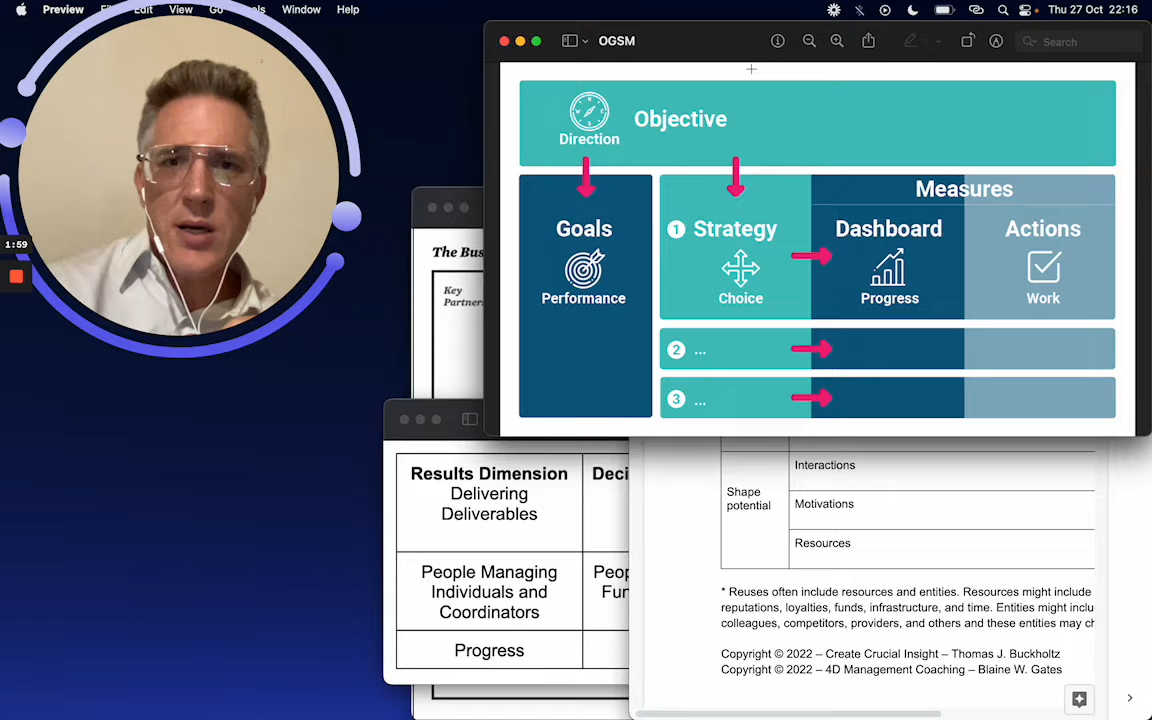 Preview
Edit
View
Go
Window
Help
Thu 27 Oct 22:16
1:59
OGSM
Search
Direction
Objective
Goals
Performance
1 Strategy
Choice
Measures
Dashboard
Progress
Actions
Work
2 ...
3 ...
The Bus
Key
Partner
Results Dimension
Delivering
Deliverables
Deci
People Managing
Individuals and
Coordinators
Peop
Fun
Progress
Shape
potential
Interactions
Motivations
Resources
* Reuses often include resources and entities. Resources might include
reputations, loyalties, funds, infrastructure, and time. Entities might inclu
colleagues, competitors, providers, and others and these entities may ch
Copyright © 2022 – Create Crucial Insight – Thomas J. Buckholtz
Copyright © 2022 – 4D Management Coaching – Blaine W. Gates